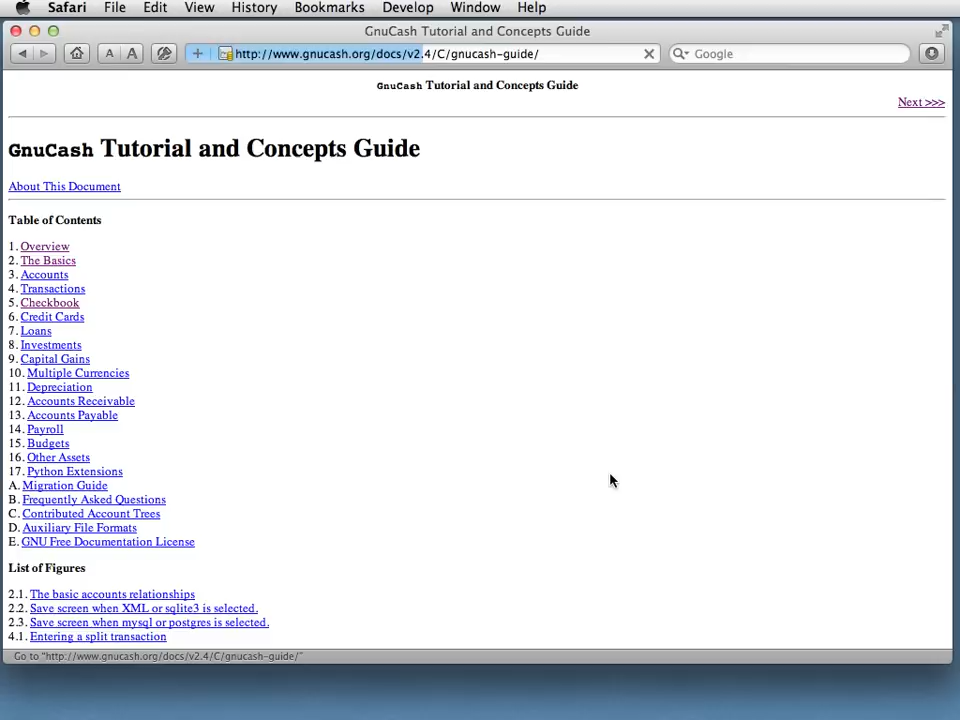 Safari File Edit View History Bookmarks Develop Window Help
GnuCash Tutorial and Concepts Guide
A A + http://www.gnucash.org/docs/v2.4/C/gnucash-guide/ Google
GnuCash Tutorial and Concepts Guide
Next >>>
GnuCash Tutorial and Concepts Guide
About This Document
Table of Contents
1. Overview
2. The Basics
3. Accounts
4. Transactions
5. Checkbook
6. Credit Cards
7. Loans
8. Investments
9. Capital Gains
10. Multiple Currencies
11. Depreciation
12. Accounts Receivable
13. Accounts Payable
14. Payroll
15. Budgets
16. Other Assets
17. Python Extensions
A. Migration Guide
B. Frequently Asked Questions
C. Contributed Account Trees
D. Auxiliary File Formats
E. GNU Free Documentation License
List of Figures
2.1. The basic accounts relationships
2.2. Save screen when XML or sqlite3 is selected.
2.3. Save screen when mysql or postgres is selected.
4.1. Entering a split transaction
Go to "http://www.gnucash.org/docs/v2.4/C/gnucash-guide/"